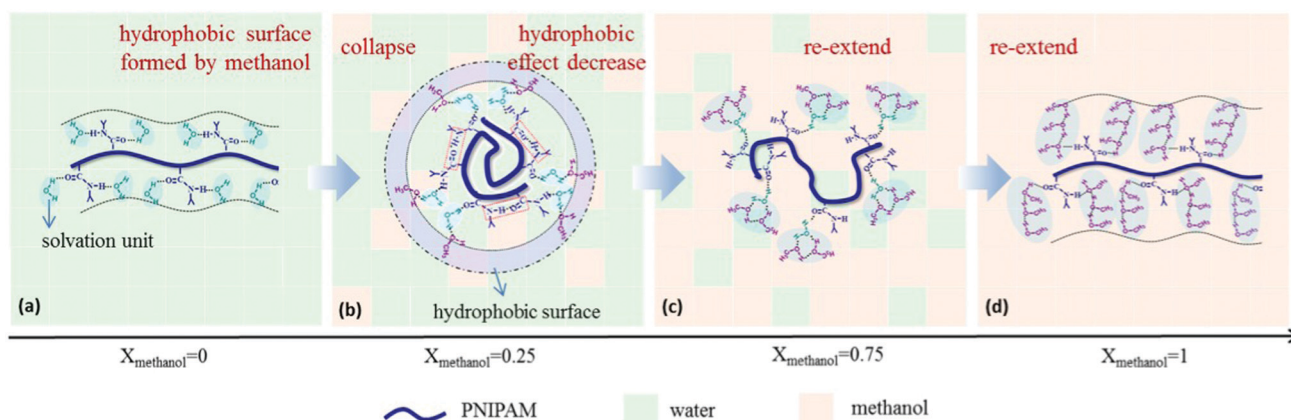 hydrophobic surface
formed by methanol
solvation unit
(a)
collapse
hydrophobic
effect decrease
hydrophobic surface
(b)
re-extend
(c)
re-extend
(d)
Xmethanol=0
Xmethanol=0.25
Xmethanol=0.75
Xmethanol=1
PNIPAM
water
methanol